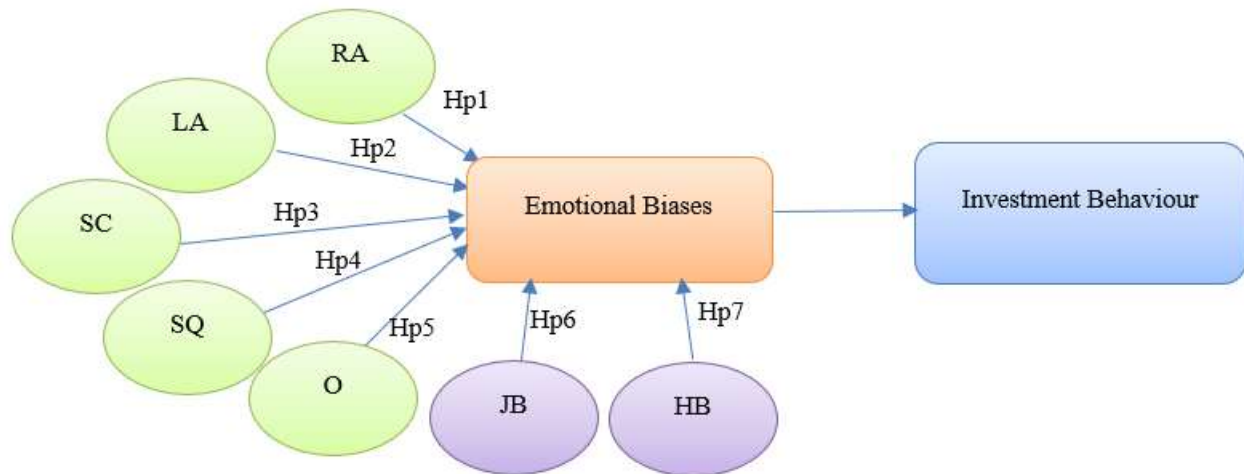 RA
Hp1
LA
Hp2
SC
Hp3
Hp4
SQ
Hp5
O
Emotional Biases
Investment Behaviour
Hp6
JB
Hp7
HB